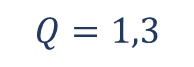 Q = 1,3